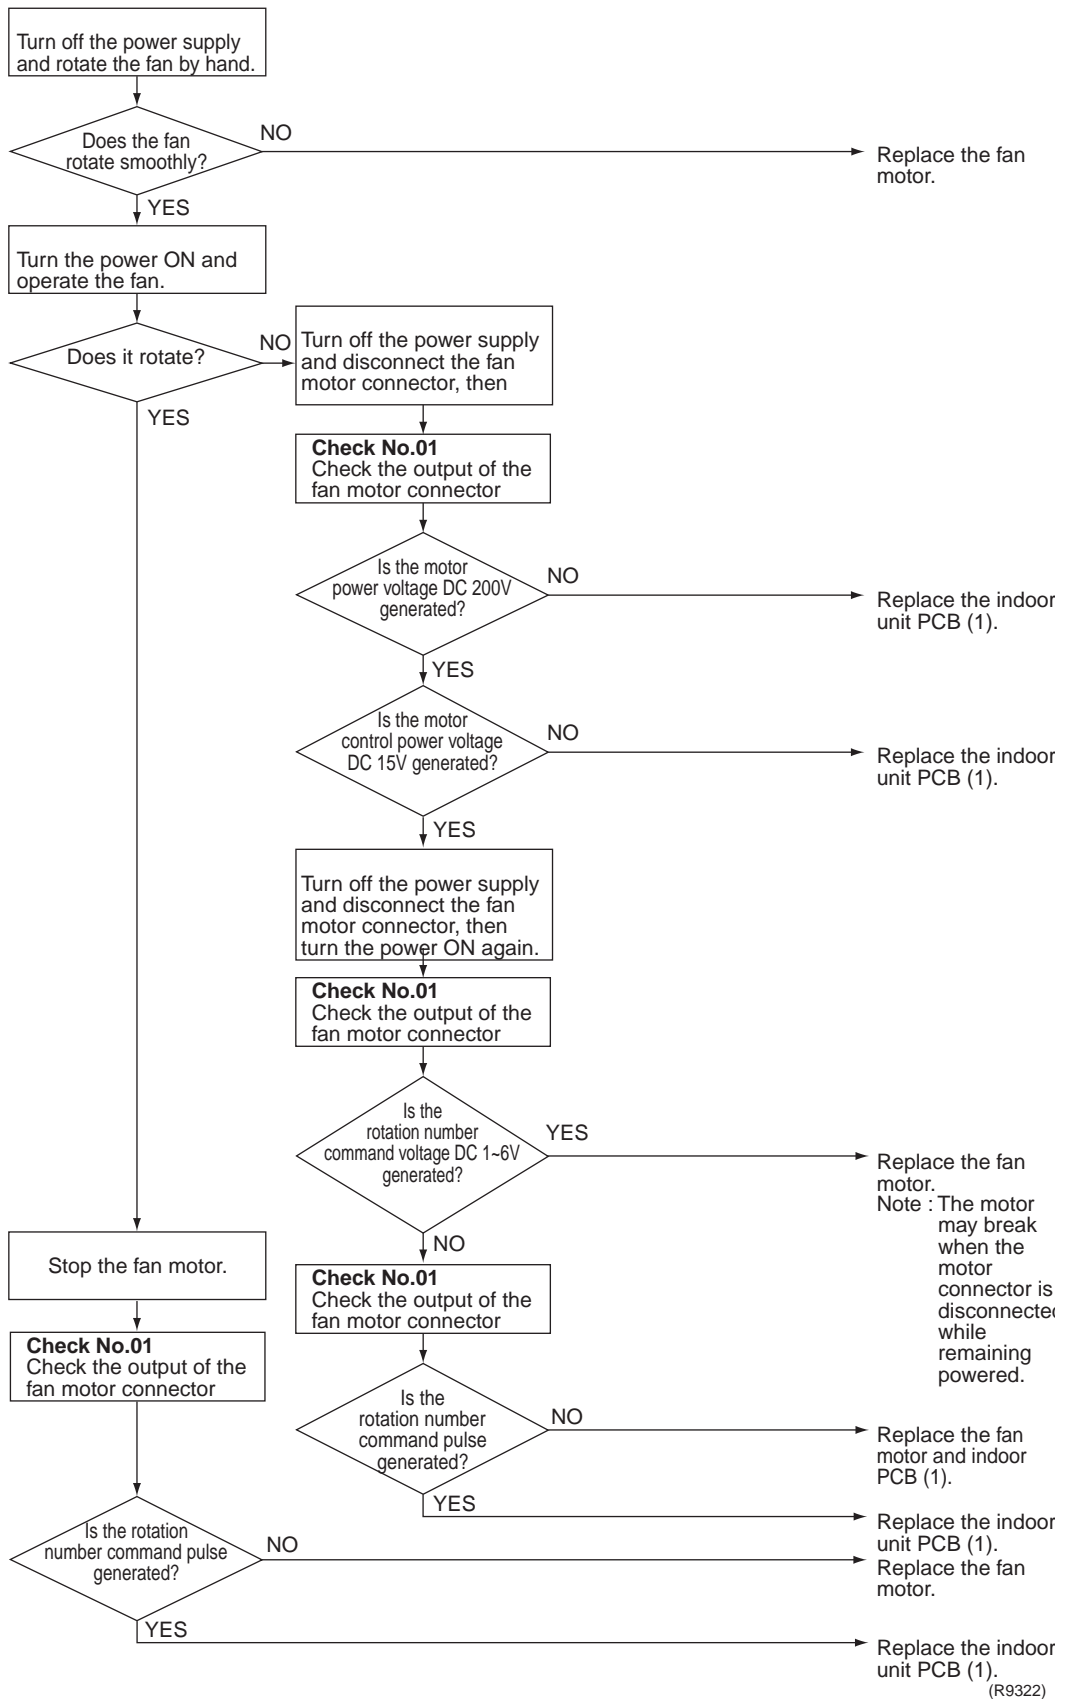 Turn off the power supply
and rotate the fan by hand.
Does the fan
rotate smoothly?
NO
Replace the fan
motor.
YES
Turn the power ON and
operate the fan.
Does it rotate?
NO
Turn off the power supply
and disconnect the fan
motor connector, then
YES
Check No.01
Check the output of the
fan motor connector
Is the motor
power voltage DC 200V
generated?
NO
Replace the indoor
unit PCB (1).
YES
Is the motor
control power voltage
DC 15V generated?
NO
Replace the indoor
unit PCB (1).
YES
Turn off the power supply
and disconnect the fan
motor connector, then
turn the power ON again.
Check No.01
Check the output of the
fan motor connector
Is the
rotation number
command voltage DC 1~6V
generated?
YES
Replace the fan
motor.
Note : The motor
may break
when the
motor
connector is
disconnected
while
remaining
powered.
NO
Stop the fan motor.
Check No.01
Check the output of the
fan motor connector
Check No.01
Check the output of the
fan motor connector
Is the
rotation number
command pulse
generated?
NO
Replace the fan
motor and indoor
PCB (1).
YES
Replace the indoor
unit PCB (1).
Is the rotation
number command pulse
generated?
NO
Replace the fan
motor.
YES
Replace the indoor
unit PCB (1).
(R9322)